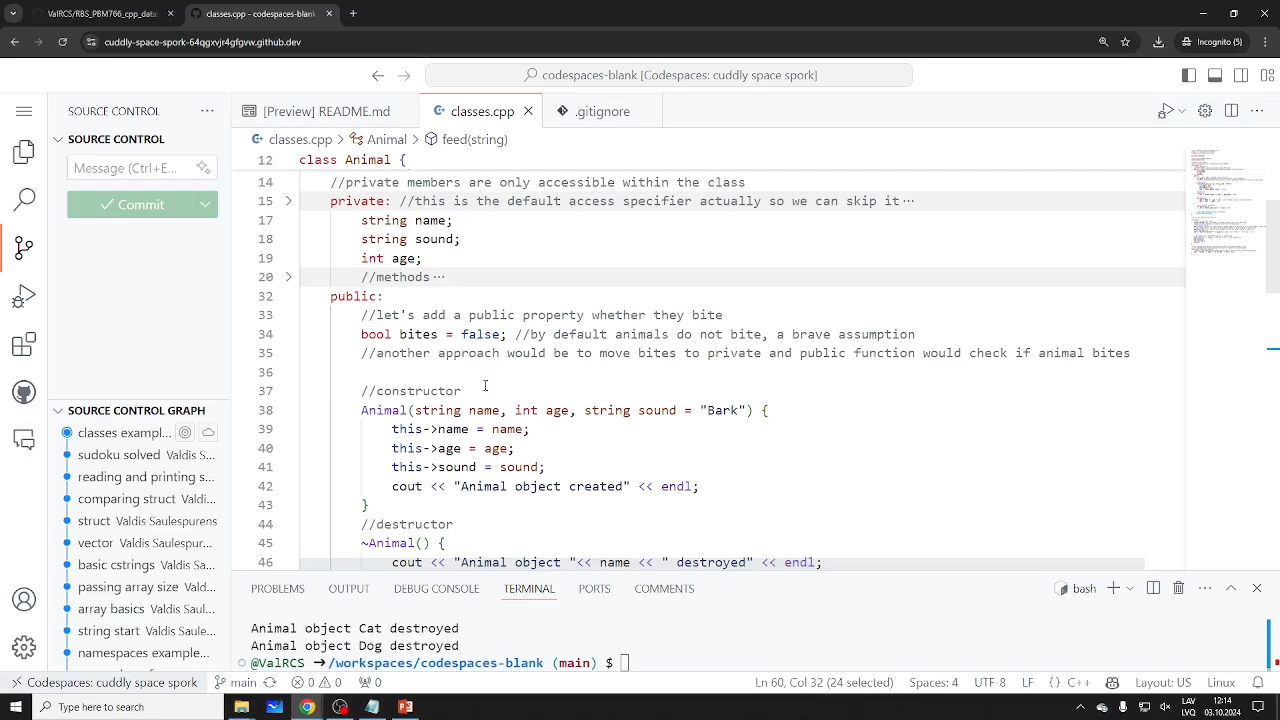 ValRCS/RBS_PBM766_cpp_data:
classes.cpp - codespaces-blank
cuddly-space-spork-64qgxvjr4gfgvw.github.dev
Incognito (5)
codespaces-blank [Codespaces: cuddly space spork]
SOURCE CONTROL
[Preview] README.md
classes.cpp
.gitignore
SOURCE CONTROL
classes.cpp > Animal > feed(string)
Message (Ctrl+E...
Commit
12 class Animal {
14 //private members are only accessible within the class
15 private: //this is the default access specifier actually so we can skip it···
17 string name;
18 string sound;
19 int age;
20 //methods···
32 public:
33 //let's add a public property whether they bite
34 bool bites = false; //by default animals do not bite, a brave assumption
35 //another approach would be to move bites to private and public function would check if animal bites
36
37 //constructor
38 Animal(string name, int age, string sound = "Bark") {
39 this->name = name;
40 this->age = age;
41 this->sound = sound;
42 cout << "Animal object created" << endl;
43 }
44 //destructor
45 ~Animal() {
46 cout << "Animal object "<< name << " destroyed" << endl;
SOURCE CONTROL GRAPH
classes exampl...
sudoku solved Valdis S...
reading and printing s...
comparing struct Valdi...
struct Valdis Saulespurens
vector Valdis Saulespur...
basic cstrings Valdis Sa...
passing array size Valdi...
array basics Valdis Saul...
string start Valdis Saule...
namespaces example...
PROBLEMS OUTPUT DEBUG CONSOLE TERMINAL PORTS COMMENTS
bash
Animal object Cat destroyed
Animal object Dog destroyed
@ValRCS ➜/workspaces/codespaces-blank (main) $
Codespaces: cuddly space spork main 0 0 0 Ln 60, Col 32 (24 selected) Spaces: 4 UTF-8 LF {} C++ Layout: US Linux
Type here to search
LAV
12:14
03.10.2024